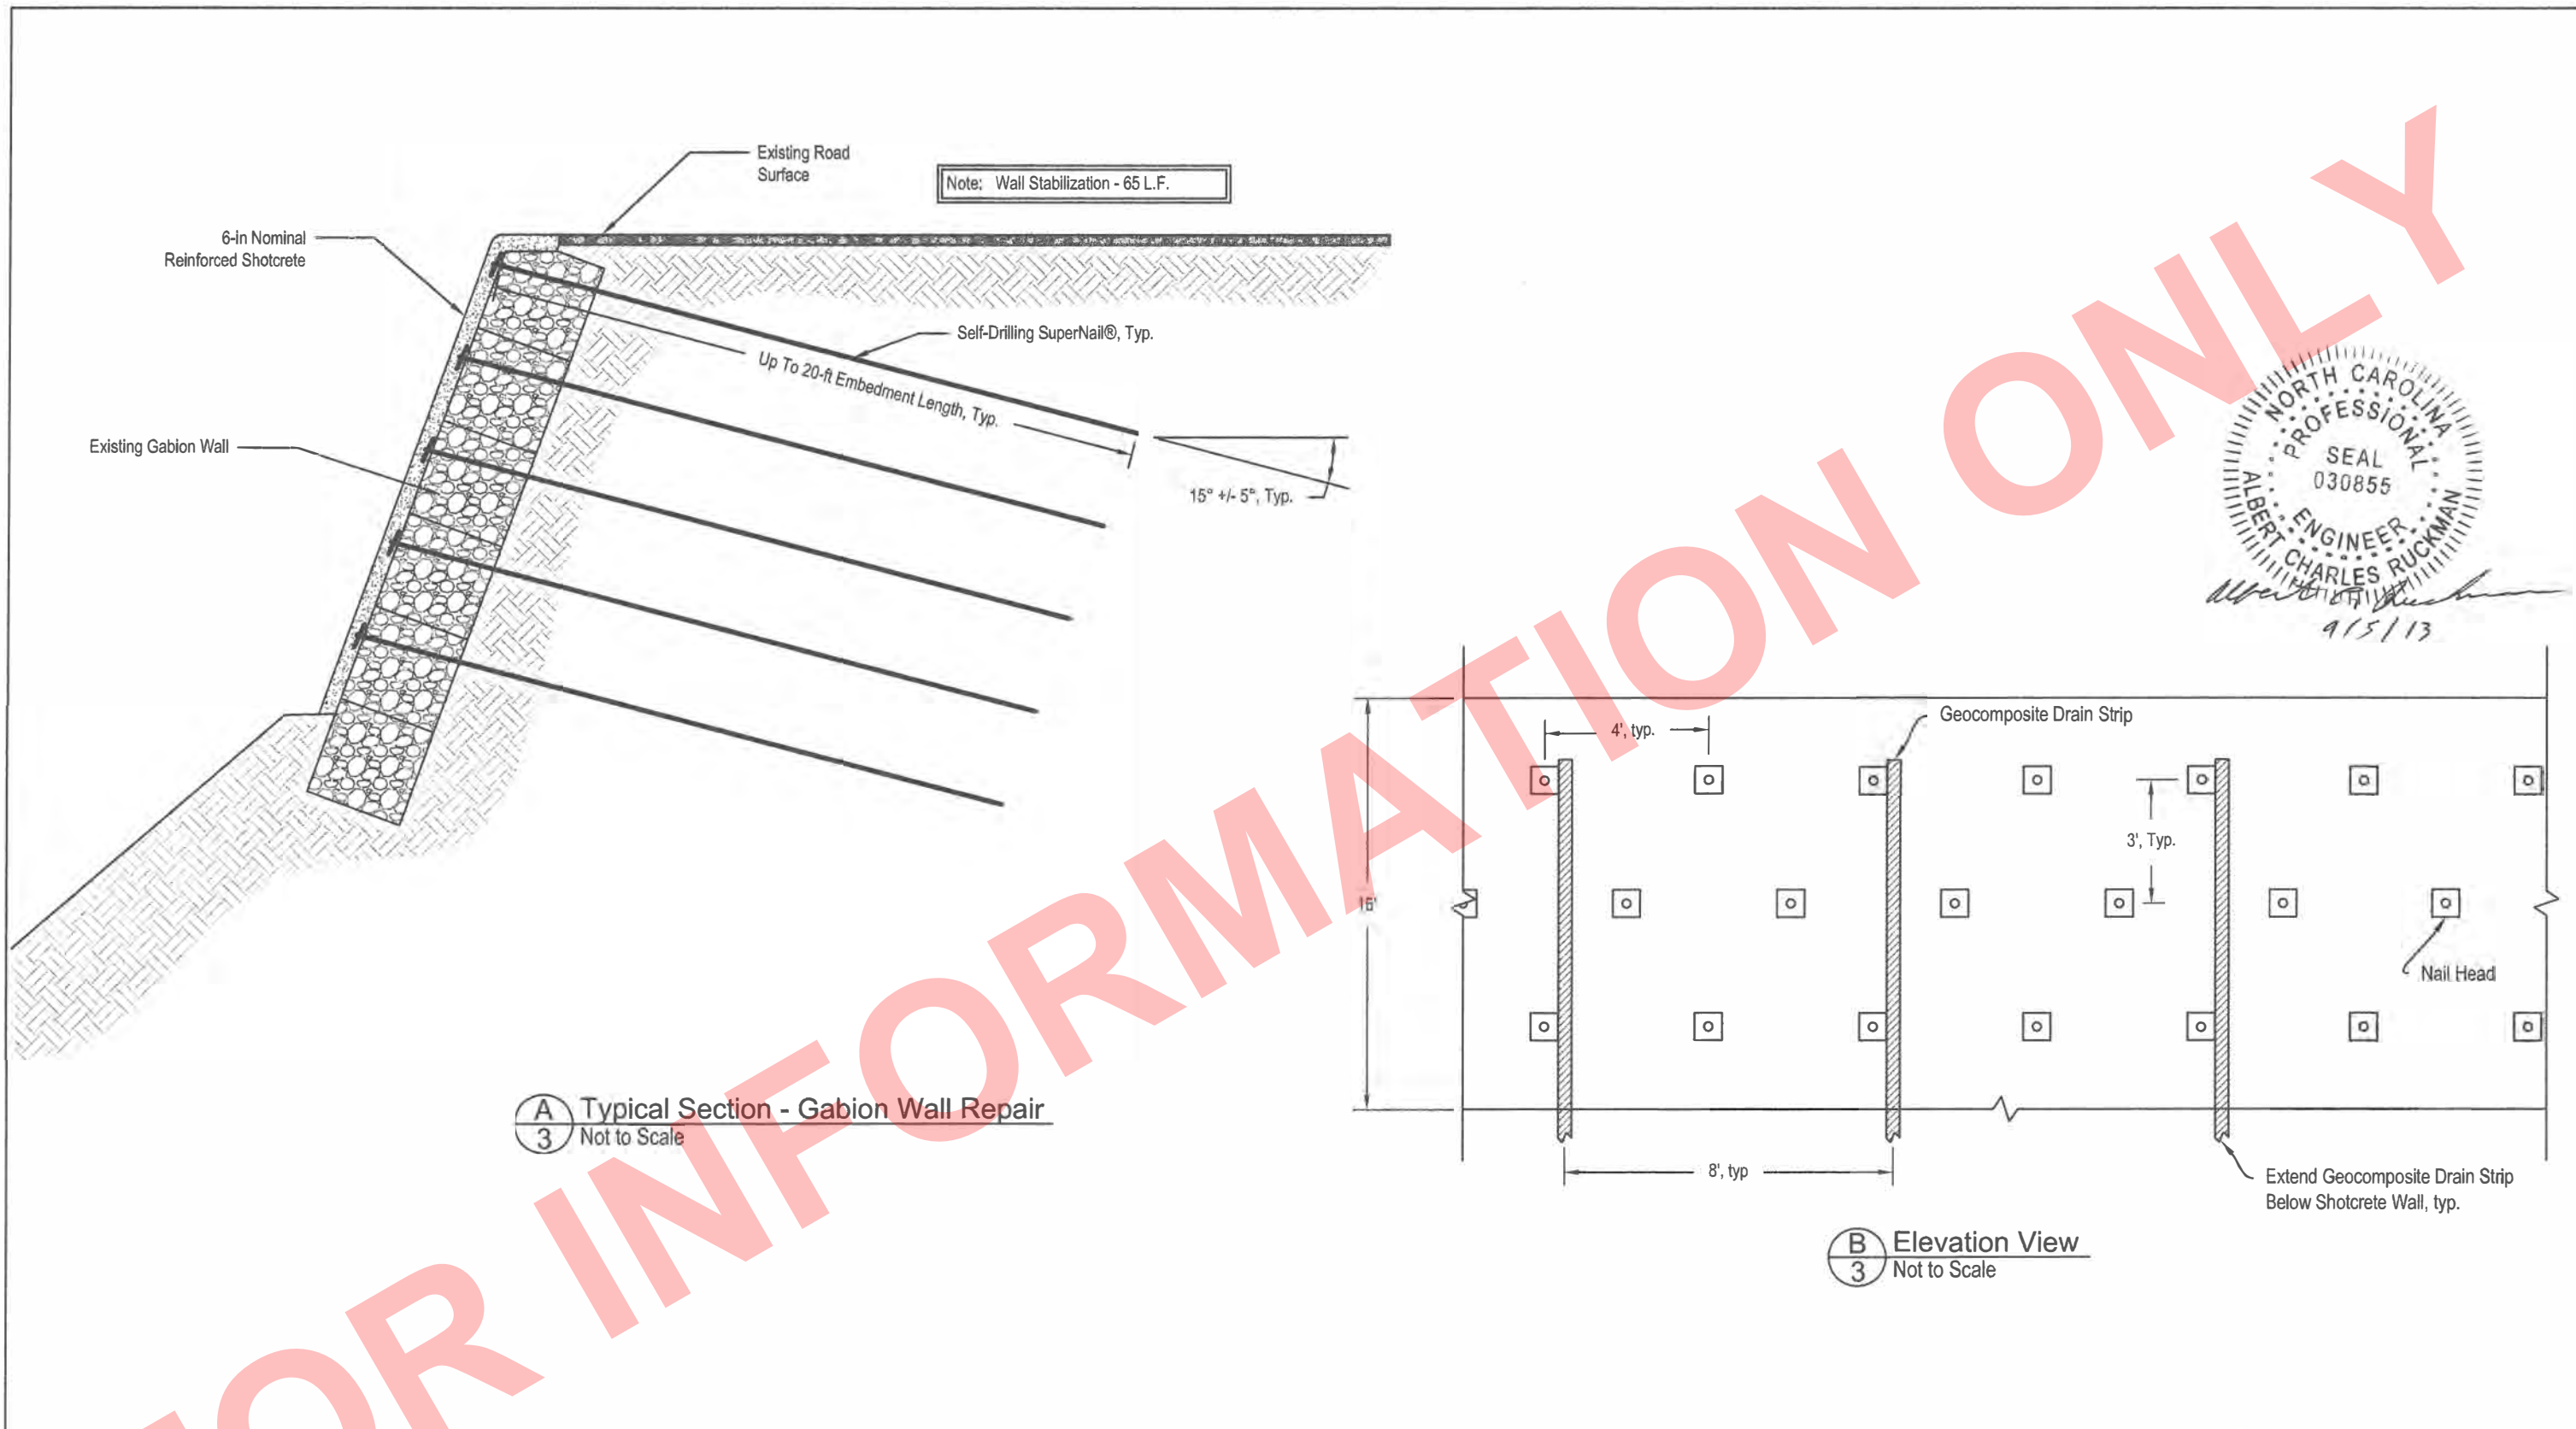 Existing Road
Surface
Note: Wall Stabilization - 65 L.F.
6-in Nominal
Reinforced Shotcrete
Self-Drilling SuperNail®, Typ.
Up To 20-ft Embedment Length, Typ.
Existing Gabion Wall
15° +/- 5°, Typ.
A
3
Typical Section - Gabion Wall Repair
Not to Scale
NORTH CAROLINA
PROFESSIONAL
SEAL
030855
ENGINEER
ALBERT CHARLES RUCKMAN
9/5/13
Geocomposite Drain Strip
4', typ.
3', Typ.
16'
Nail Head
8', typ
Extend Geocomposite Drain Strip
Below Shotcrete Wall, typ.
B
3
Elevation View
Not to Scale
FOR INFORMATION ONLY